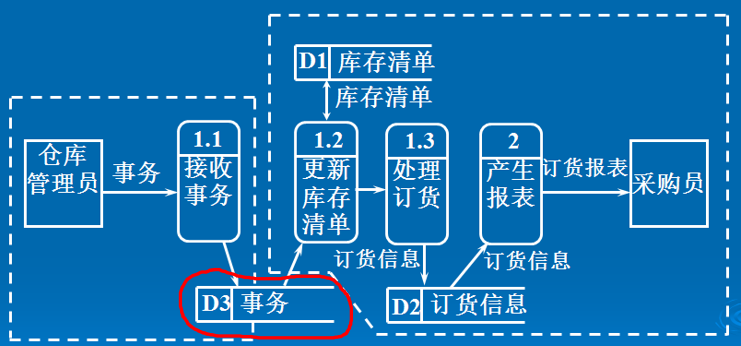 D1 库存清单
库存清单
1.1
1.2
1.3
2
仓库
管理员
事务
接收
事务
更新
库存
清单
处理
订货
产生
报表
订货报表
采购员
订货信息
订货信息
D3 事务
D2 订货信息